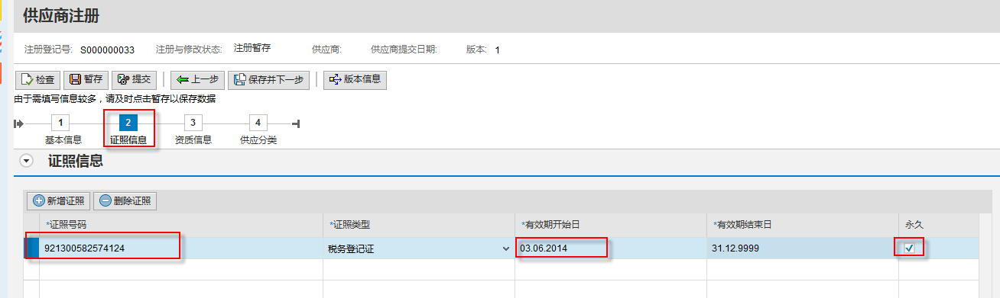 供应商注册
注册登记号: S000000033 注册与修改状态: 注册暂存 供应商: 供应商提交日期: 版本: 1
检查 暂存 提交 上一步 保存并下一步 版本信息
由于需填写信息较多，请及时点击暂存以保存数据
1 2 3 4
基本信息 证照信息 资质信息 供应分类
证照信息
新增证照 删除证照
*证照号码 *证照类型 *有效期开始日 *有效期结束日 永久
921300582574124 税务登记证 03.06.2014 31.12.9999